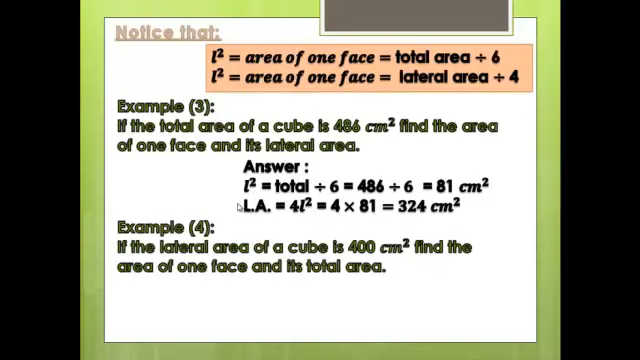 Notice that:
l² = area of one face = total area ÷ 6
l² = area of one face = lateral area ÷ 4
Example (3):
If the total area of a cube is 486 cm² find the area
of one face and its lateral area.
Answer :
l² = total ÷ 6 = 486 ÷ 6 = 81 cm²
L.A. = 4l² = 4 × 81 = 324 cm²
Example (4):
If the lateral area of a cube is 400 cm² find the
area of one face and its total area.